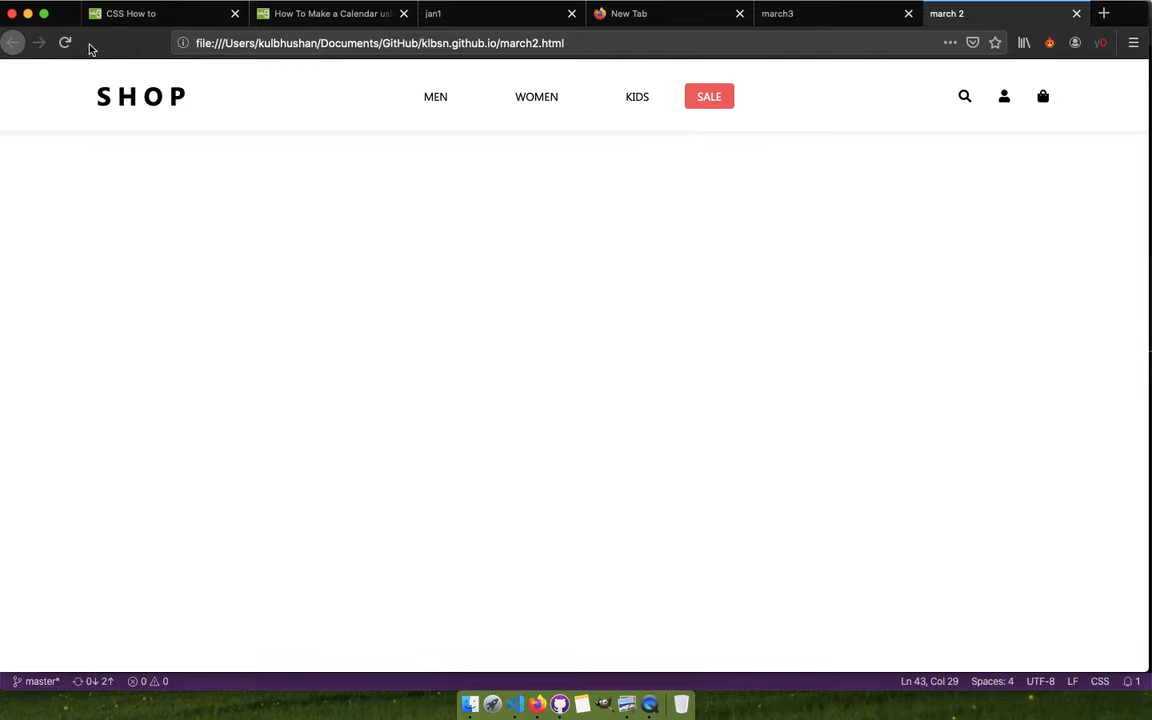 CSS How to
How To Make a Calendar us
jan1
New Tab
march3
march 2
file:///Users/kulbhushan/Documents/GitHub/klbsn.github.io/march2.html
SHOP
MEN
WOMEN
KIDS
SALE
master*
0↓ 2↑
0
0
Ln 43, Col 29
Spaces: 4
UTF-8
LF
CSS
1